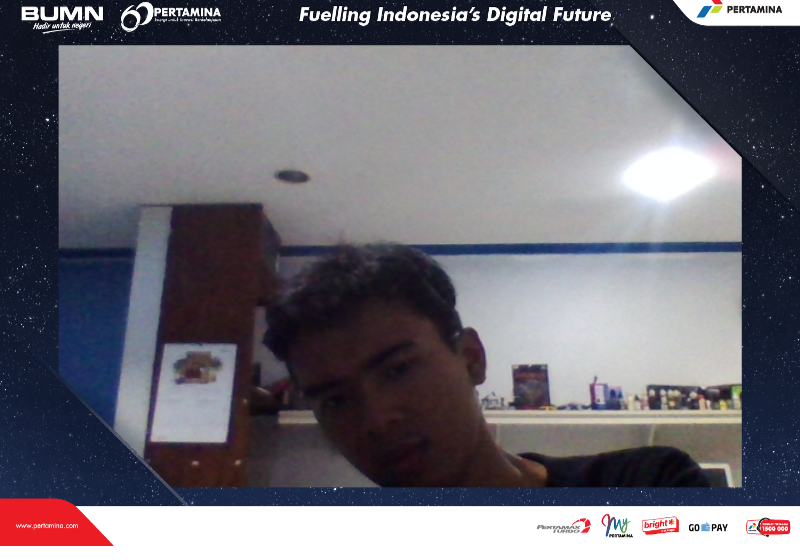 BUMN
Hadir untuk negeri
60 PERTAMINA
Fuelling Indonesia's Digital Future
PERTAMINA
www.pertamina.com
PERTAMAX
TURBO
My
PERTAMINA
bright
GO PAY
1500 000